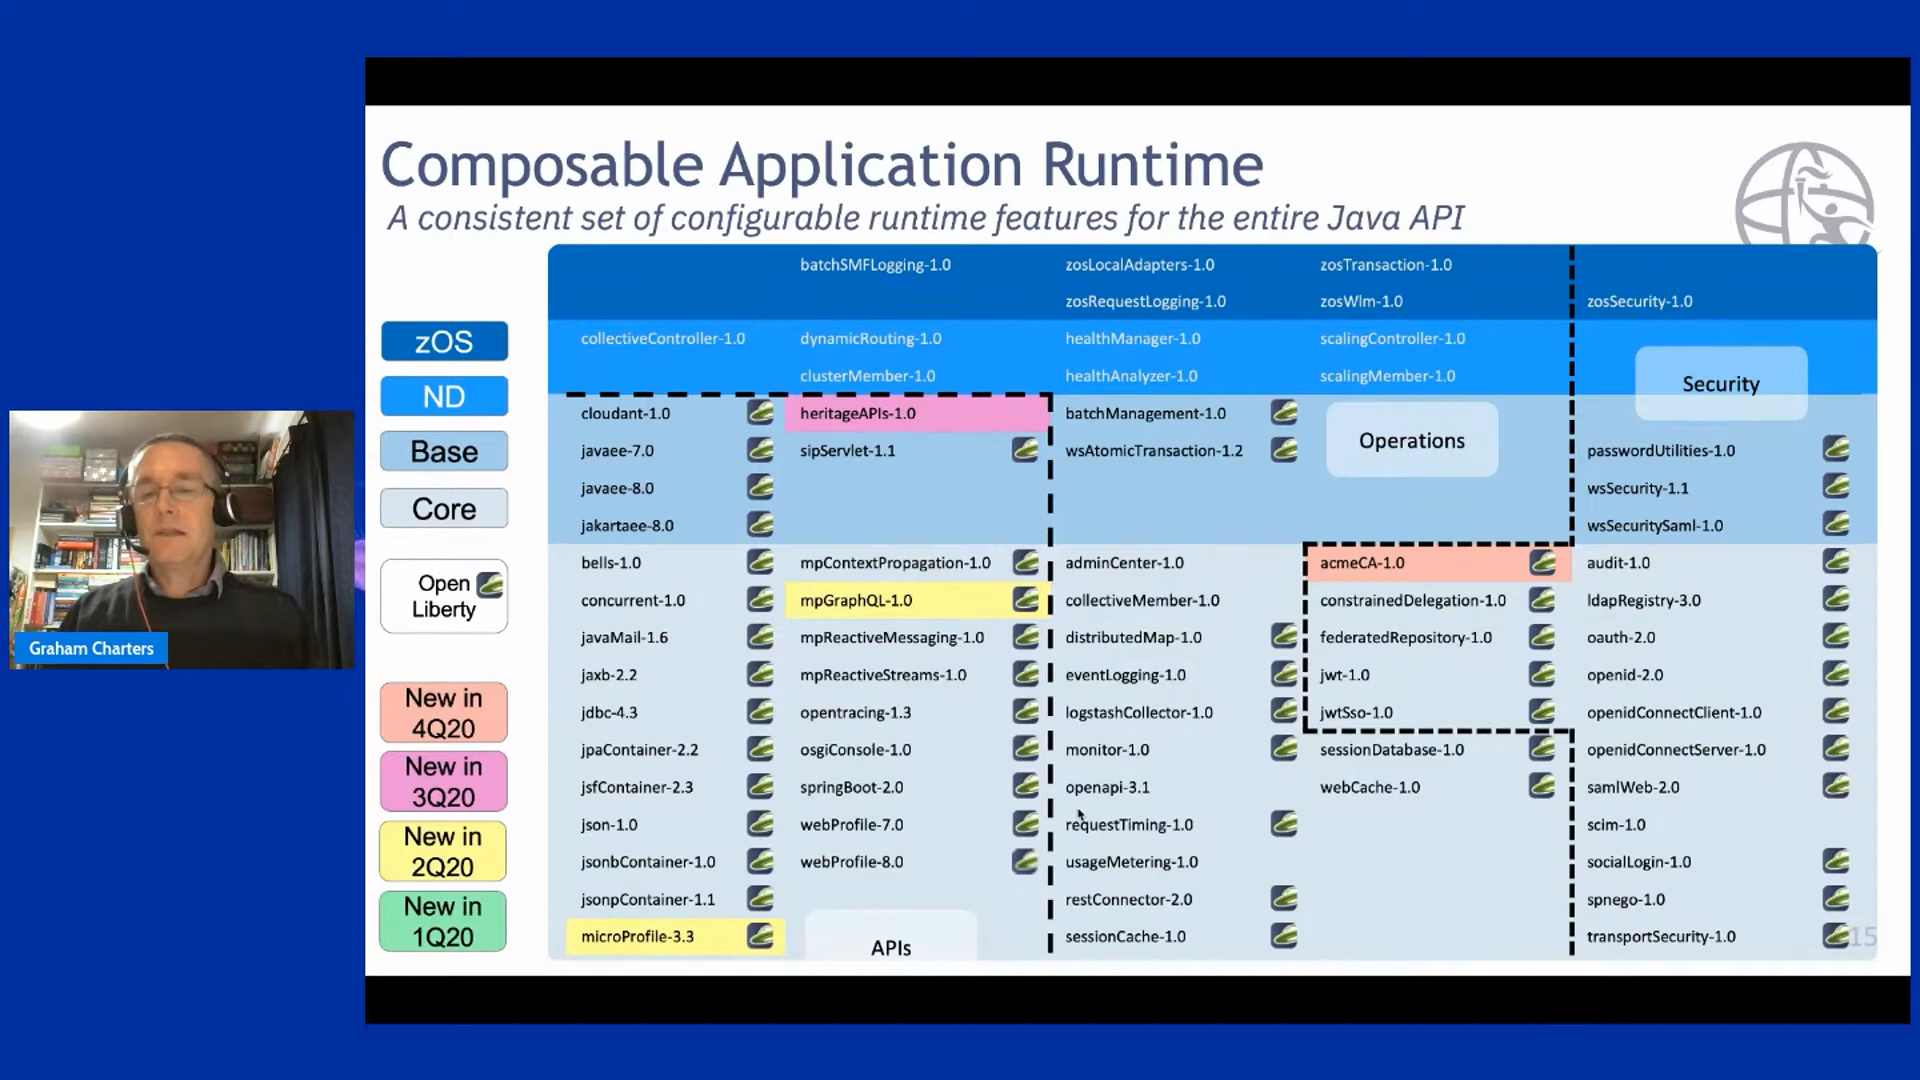 Composable Application Runtime
A consistent set of configurable runtime features for the entire Java API
zOS
ND
Base
Core
Open
Liberty
New in
4Q20
New in
3Q20
New in
2Q20
New in
1Q20
Graham Charters
batchSMFLogging-1.0
zosLocalAdapters-1.0
zosTransaction-1.0
zosRequestLogging-1.0
zosWlm-1.0
zosSecurity-1.0
collectiveController-1.0
dynamicRouting-1.0
healthManager-1.0
scalingController-1.0
clusterMember-1.0
healthAnalyzer-1.0
scalingMember-1.0
Security
cloudant-1.0
heritageAPIs-1.0
batchManagement-1.0
Operations
javaee-7.0
sipServlet-1.1
wsAtomicTransaction-1.2
passwordUtilities-1.0
javaee-8.0
wsSecurity-1.1
jakartaee-8.0
wsSecuritySaml-1.0
bells-1.0
mpContextPropagation-1.0
adminCenter-1.0
acmeCA-1.0
audit-1.0
concurrent-1.0
mpGraphQL-1.0
collectiveMember-1.0
constrainedDelegation-1.0
ldapRegistry-3.0
javaMail-1.6
mpReactiveMessaging-1.0
distributedMap-1.0
federatedRepository-1.0
oauth-2.0
jaxb-2.2
mpReactiveStreams-1.0
eventLogging-1.0
jwt-1.0
openid-2.0
jdbc-4.3
opentracing-1.3
logstashCollector-1.0
jwtSso-1.0
openidConnectClient-1.0
jpaContainer-2.2
osgiConsole-1.0
monitor-1.0
sessionDatabase-1.0
openidConnectServer-1.0
jsfContainer-2.3
springBoot-2.0
openapi-3.1
webCache-1.0
samlWeb-2.0
json-1.0
webProfile-7.0
requestTiming-1.0
scim-1.0
jsonbContainer-1.0
webProfile-8.0
usageMetering-1.0
socialLogin-1.0
jsonpContainer-1.1
restConnector-2.0
spnego-1.0
microProfile-3.3
APIs
sessionCache-1.0
transportSecurity-1.0
15